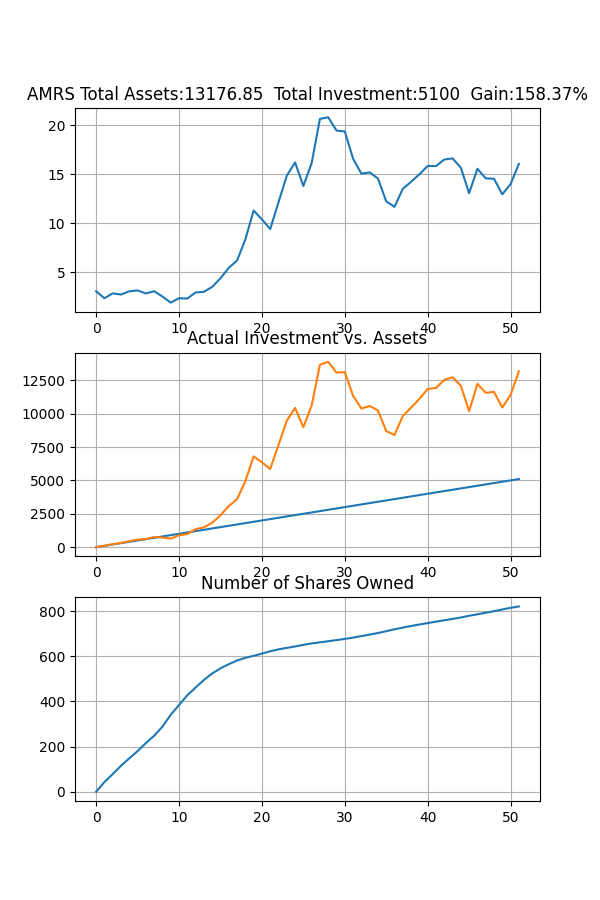 AMRS Total Assets:13176.85  Total Investment:5100  Gain:158.37%
20
15
10
5
0 10 20 30 40 50
Actual Investment vs. Assets
12500
10000
7500
5000
2500
0
0 10 20 30 40 50
Number of Shares Owned
800
600
400
200
0
0 10 20 30 40 50